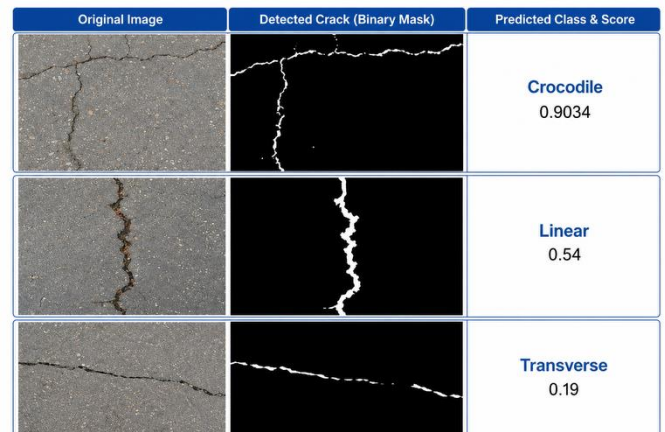 Original Image
Detected Crack (Binary Mask)
Predicted Class & Score
Crocodile
0.9034
Linear
0.54
Transverse
0.19